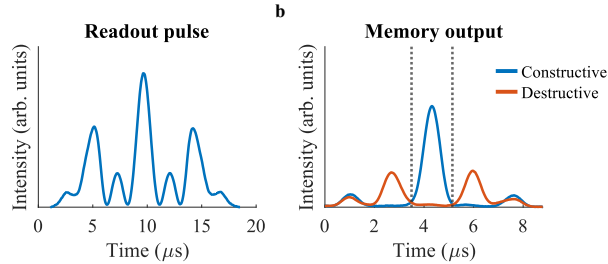 Readout pulse
Intensity (arb. units)
0 5 10 15 20
Time (μs)
b
Memory output
Intensity (arb. units)
Constructive
Destructive
0 2 4 6 8
Time (μs)